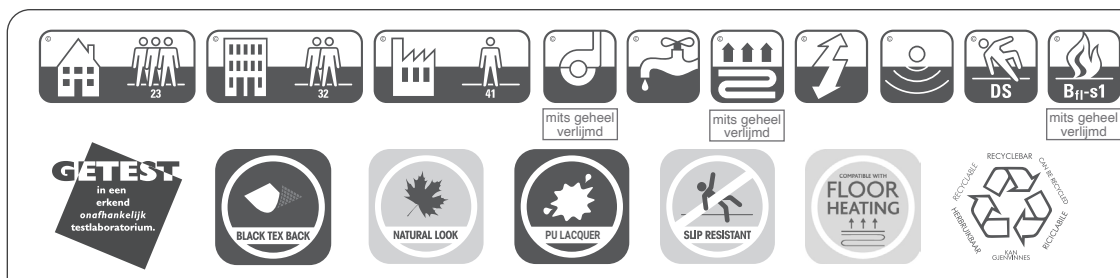 23
32
41
DS
Bfl-s1
mits geheel
verlijmd
mits geheel
verlijmd
mits geheel
verlijmd
GETEST
in een
erkend
onafhankelijk
testlaboratorium.
BLACK TEX BACK
NATURAL LOOK
PU LACQUER
SLIP RESISTANT
COMPATIBLE WITH
FLOOR
HEATING
RECYCLEBAR
CAN BE RECYCLED
RICICLABILE
KAN
GJENVINNES
HERBRUIKBAAR
RECYCLABLE